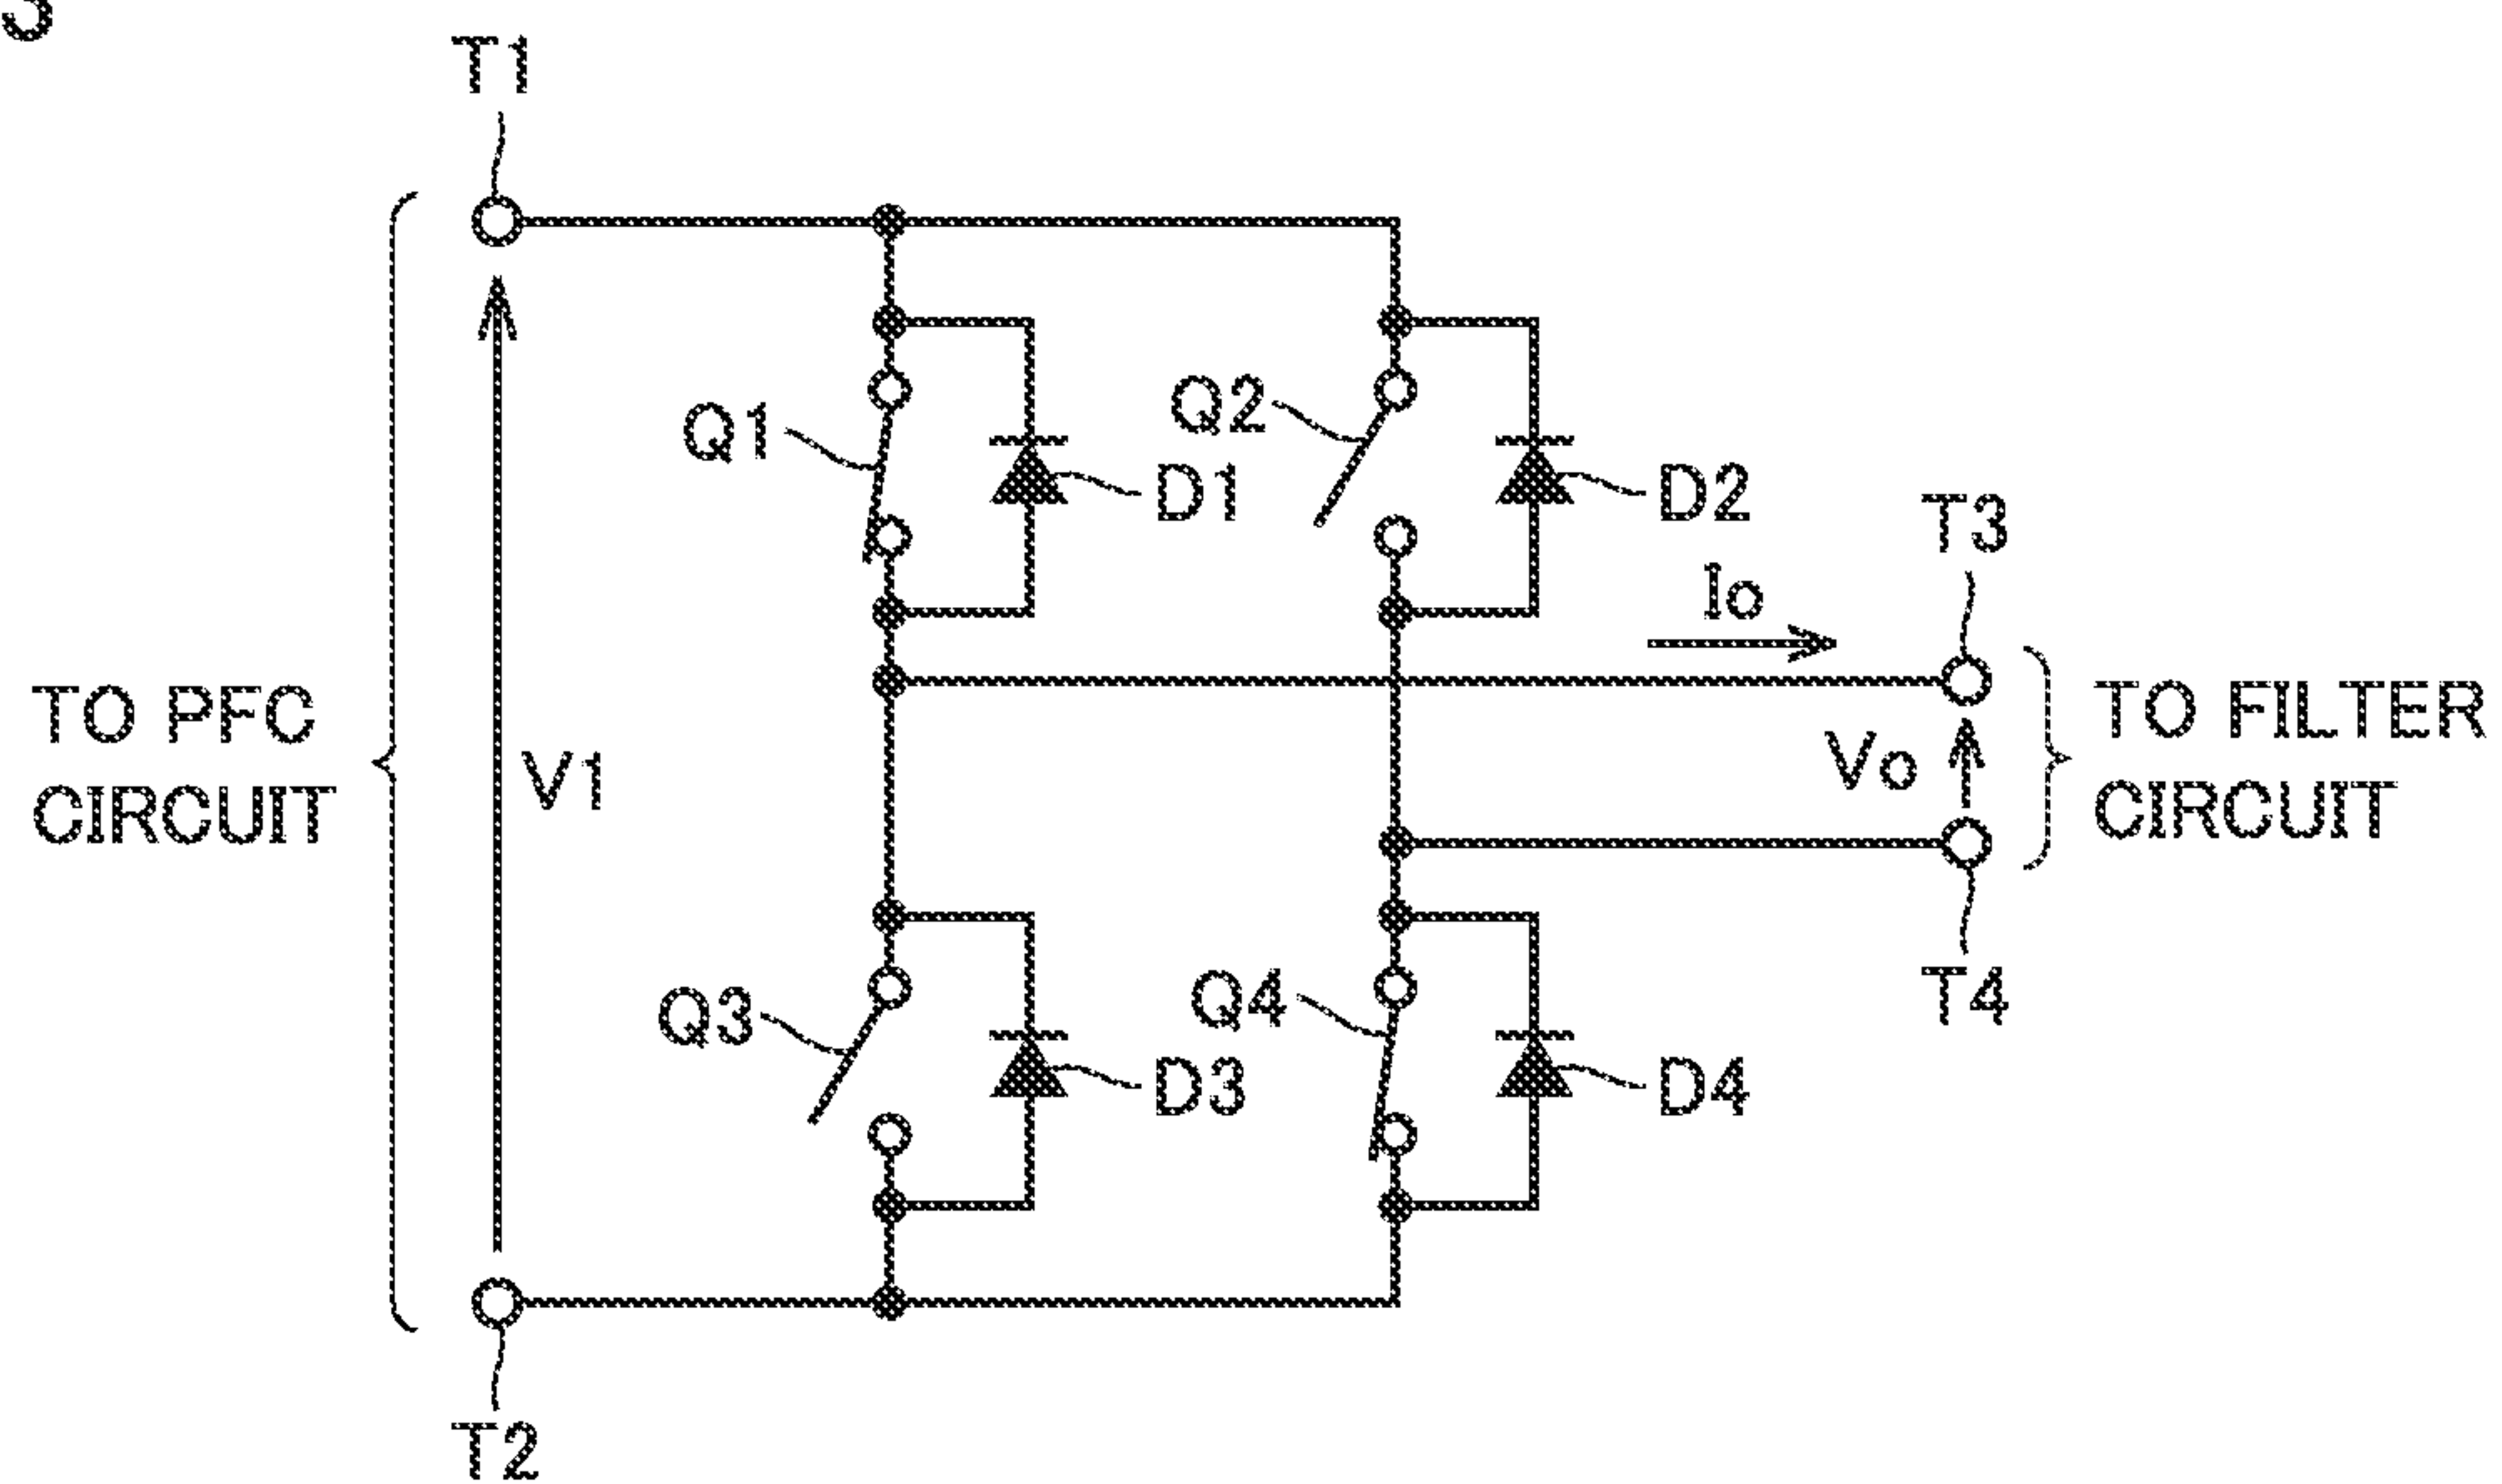 T1
Q1
D1
Q2
D2
T3
Io
TO PFC
CIRCUIT
V1
Vo
TO FILTER
CIRCUIT
Q3
D3
Q4
D4
T4
T2